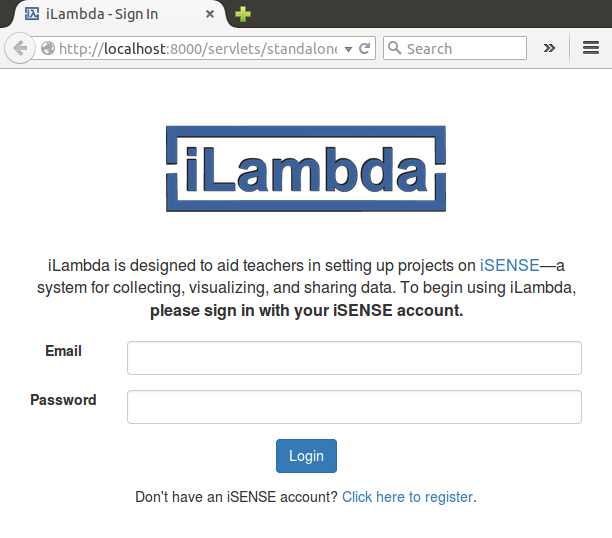 iLambda - Sign In
http://localhost:8000/servlets/standalone
Search
iLambda
iLambda is designed to aid teachers in setting up projects on iSENSE—a
system for collecting, visualizing, and sharing data. To begin using iLambda,
please sign in with your iSENSE account.
Email
Password
Login
Don't have an iSENSE account? Click here to register.